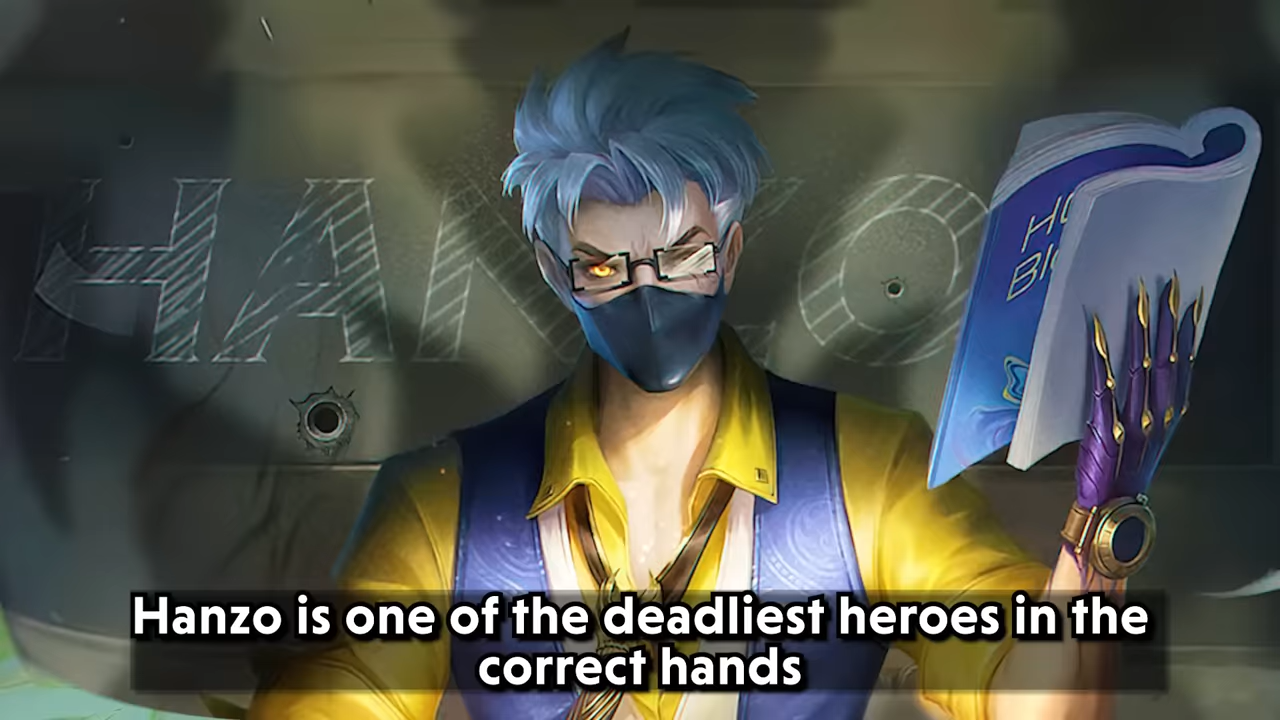 HANZO
Hanzo is one of the deadliest heroes in the
correct hands